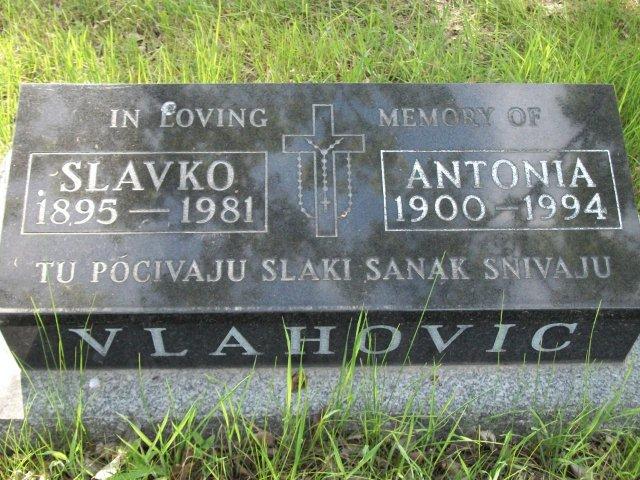 IN LOVING MEMORY OF
SLAVKO
1895 — 1981
ANTONIA
1900 — 1994
TU POCIVAJU SLAKI SANAK SNIVAJU
VLAHOVIC